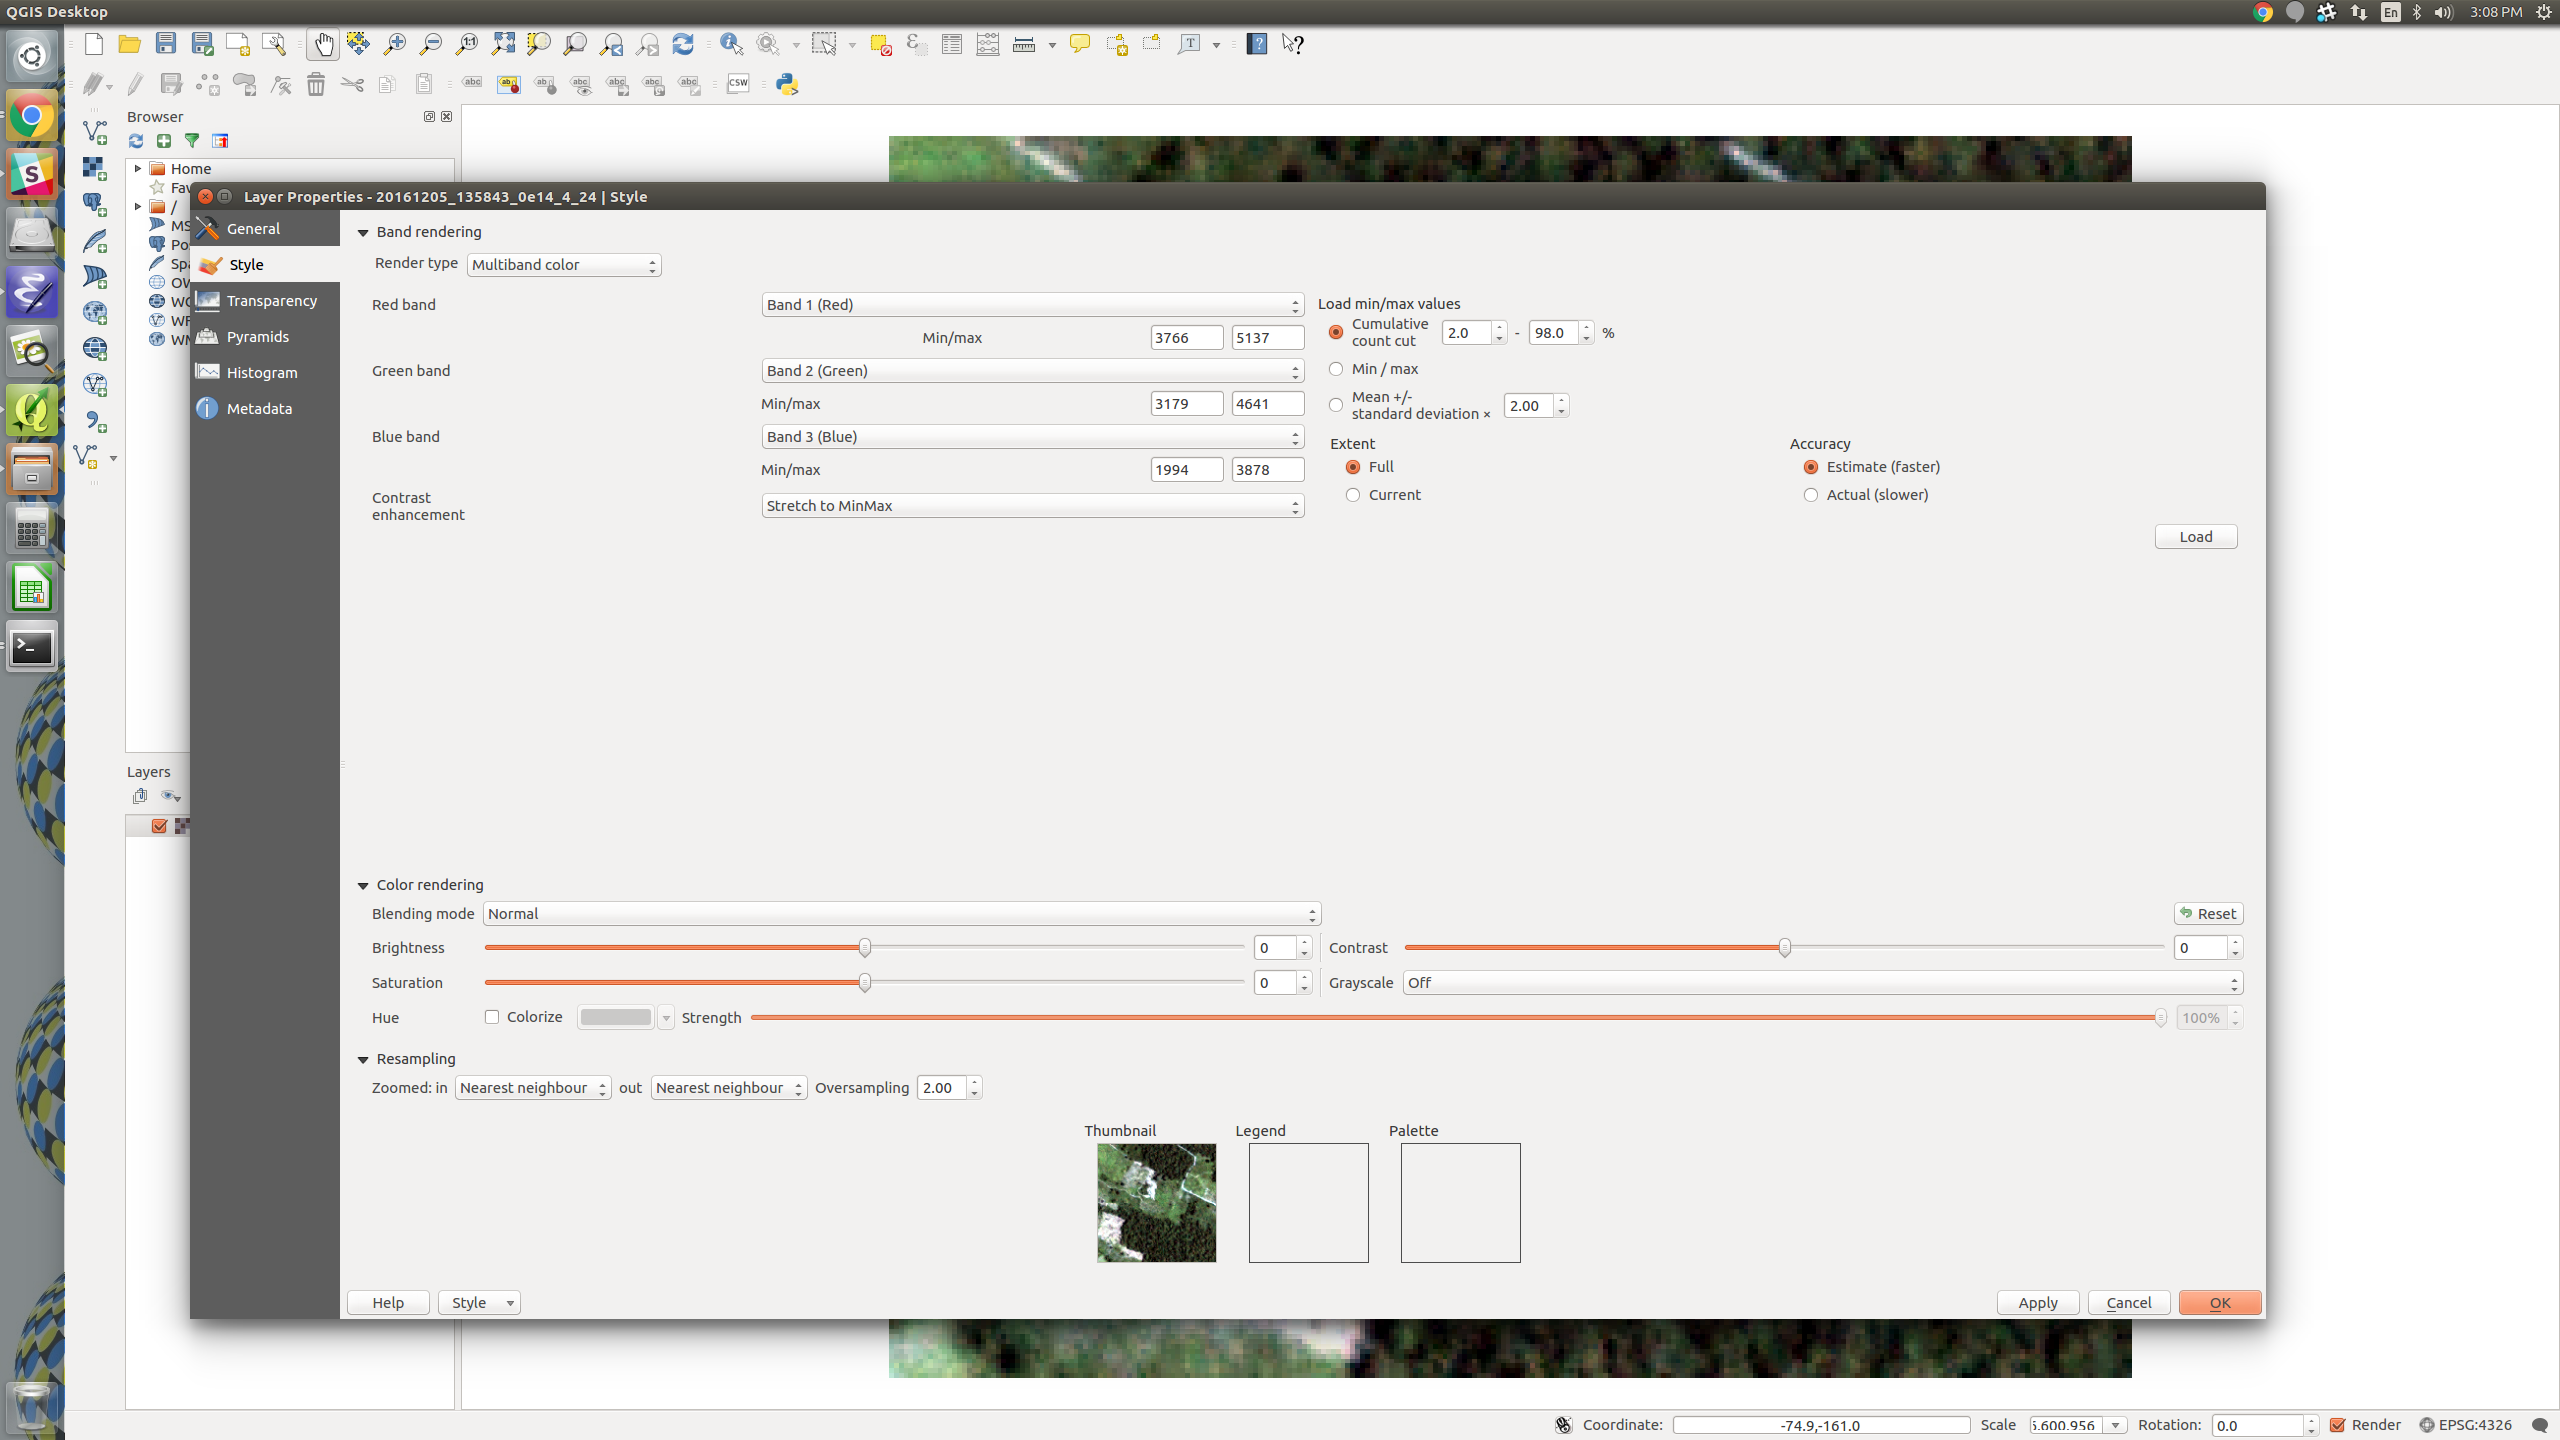 QGIS Desktop
En
3:08 PM
Browser
Home
Fav
/
MS
Po
Spa
OW
WC
WF
WM
Layers
Layer Properties - 20161205_135843_0e14_4_24 | Style
General
Style
Transparency
Pyramids
Histogram
Metadata
Band rendering
Render type Multiband color
Red band Band 1 (Red)
Min/max 3766 5137
Green band Band 2 (Green)
Min/max 3179 4641
Blue band Band 3 (Blue)
Min/max 1994 3878
Contrast
enhancement Stretch to MinMax
Load min/max values
Cumulative
count cut 2.0 - 98.0 %
Min / max
Mean +/-
standard deviation × 2.00
Extent
Full
Current
Accuracy
Estimate (faster)
Actual (slower)
Load
Color rendering
Blending mode Normal Reset
Brightness 0 Contrast 0
Saturation 0 Grayscale Off
Hue Colorize Strength 100%
Resampling
Zoomed: in Nearest neighbour out Nearest neighbour Oversampling 2.00
Thumbnail Legend Palette
Help Style Apply Cancel OK
Coordinate: -74.9,-161.0 Scale 5.600.956 Rotation: 0.0 Render EPSG:4326